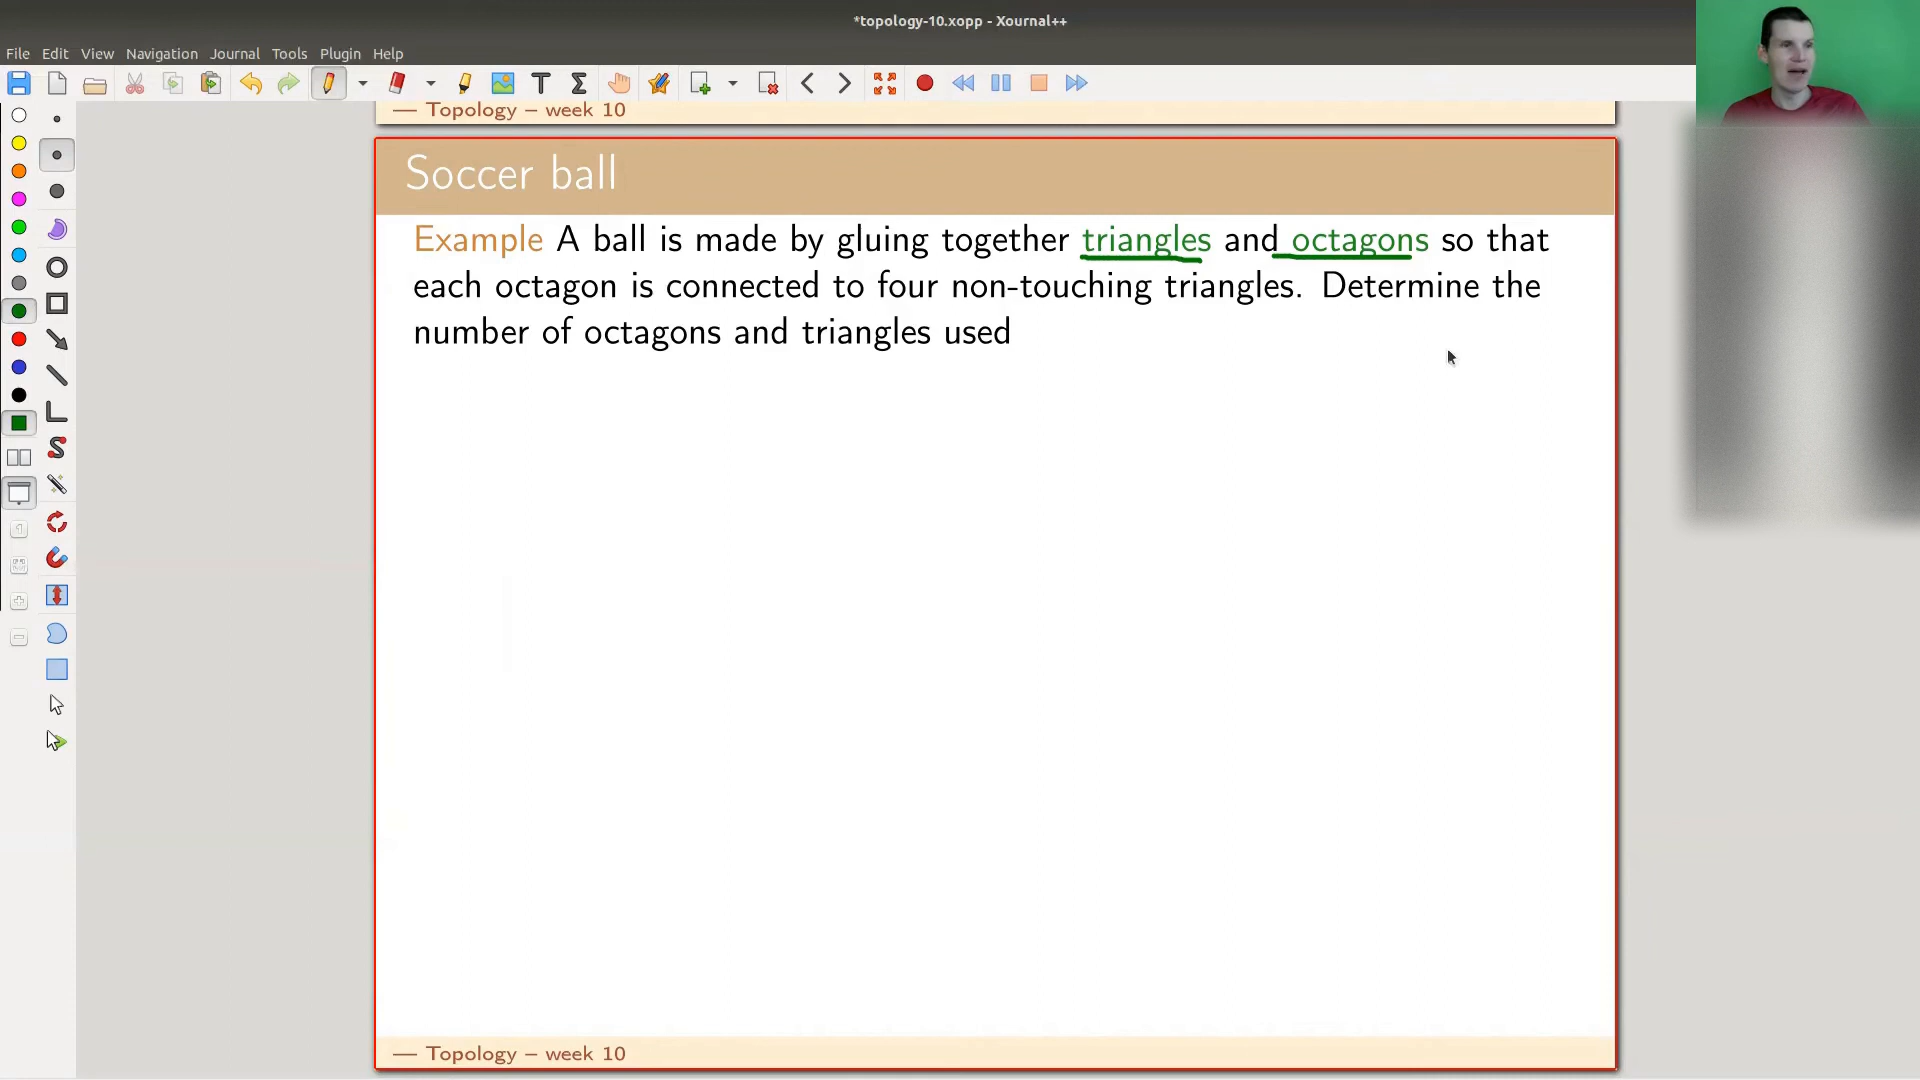 *topology-10.xopp - Xournal++
File Edit View Navigation Journal Tools Plugin Help
— Topology – week 10
Soccer ball
Example A ball is made by gluing together triangles and octagons so that
each octagon is connected to four non-touching triangles. Determine the
number of octagons and triangles used
— Topology – week 10